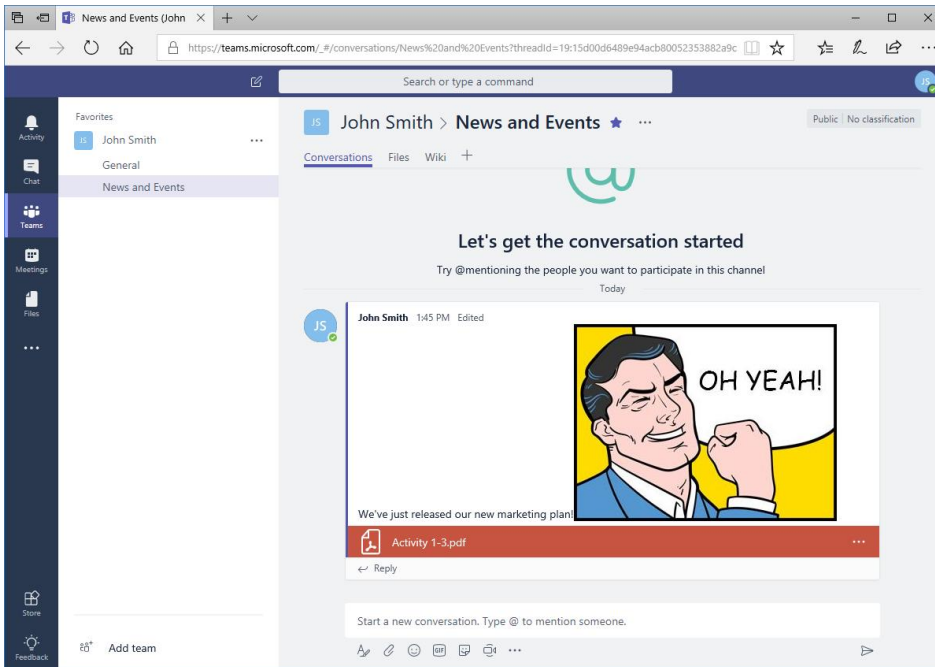 News and Events (John
https://teams.microsoft.com/_#/conversations/News%20and%20Events?threadId=19:15d00d6489e94acb80052353882a9c
Search or type a command
JS
Activity
Chat
Teams
Meetings
Files
Store
Feedback
Favorites
JS John Smith
General
News and Events
Add team
JS John Smith > News and Events
Public No classification
Conversations Files Wiki
Let's get the conversation started
Try @mentioning the people you want to participate in this channel
Today
JS
John Smith 1:45 PM Edited
OH YEAH!
We've just released our new marketing plan!
Activity 1-3.pdf
Reply
Start a new conversation. Type @ to mention someone.
GIF